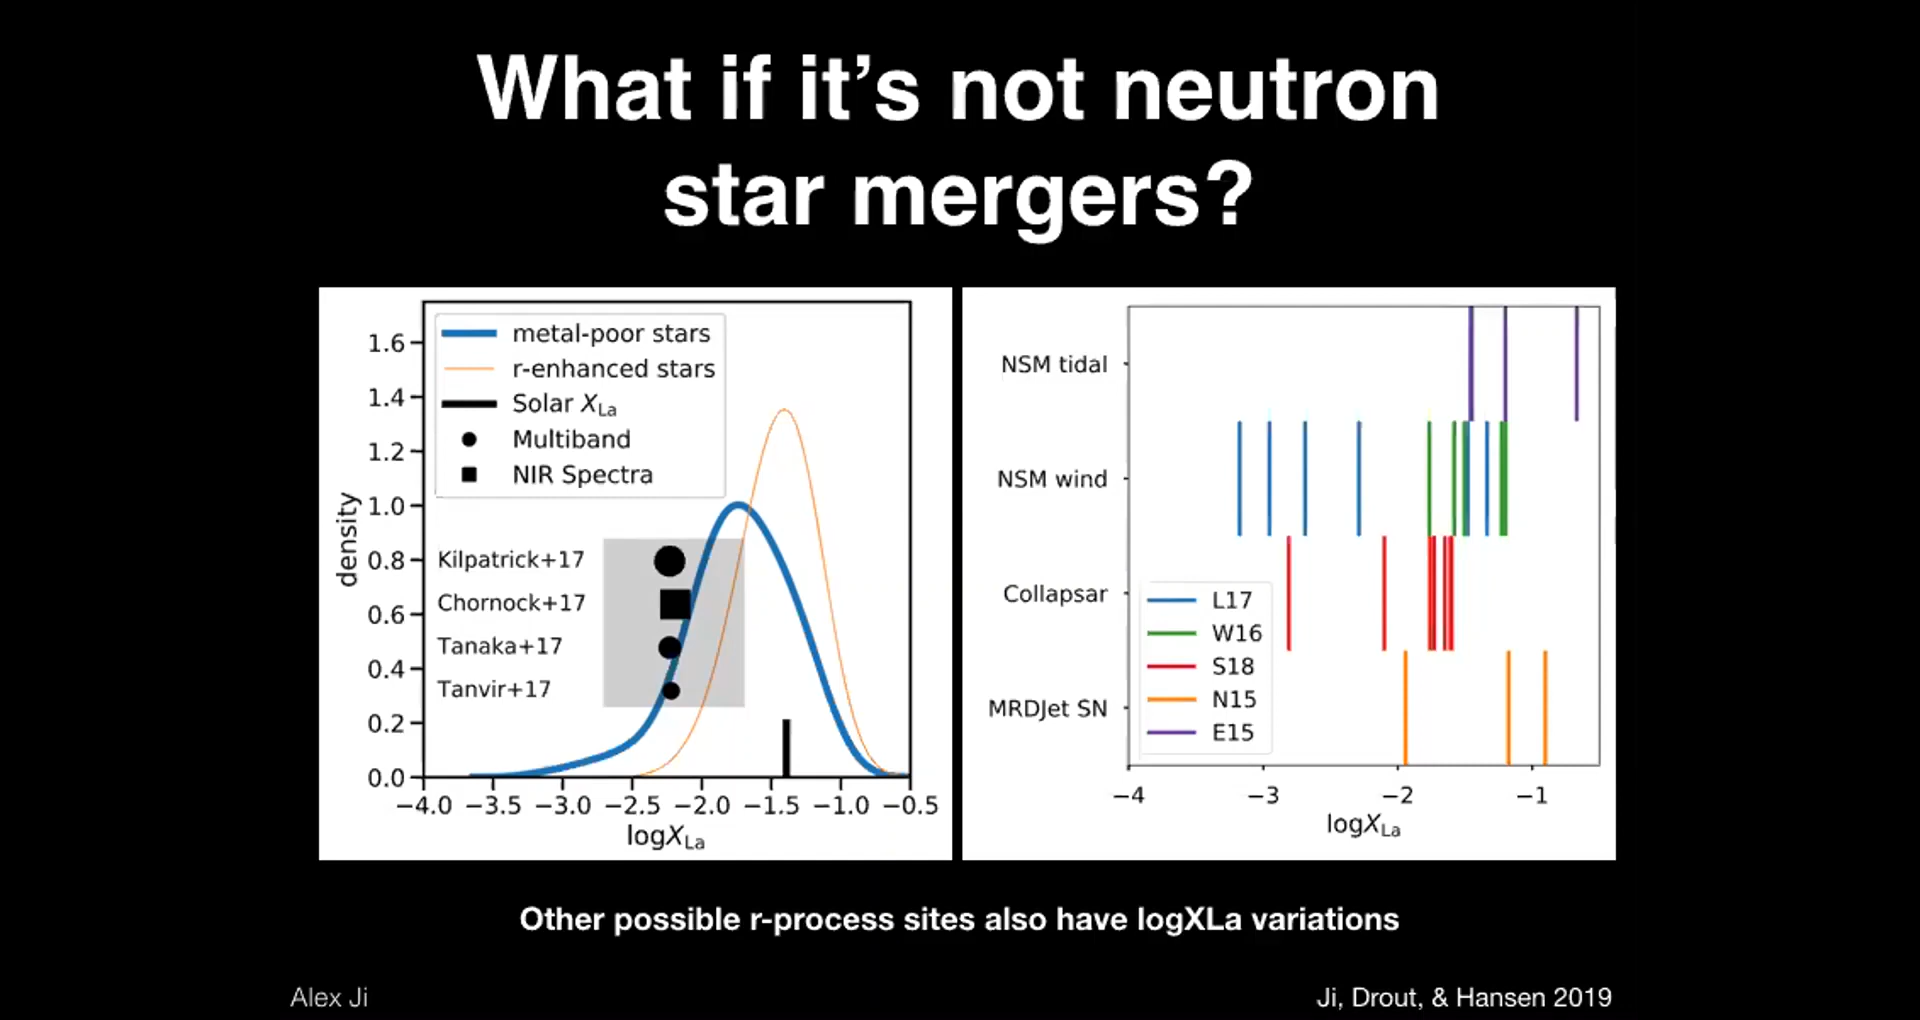 What if it’s not neutron
star mergers?
metal-poor stars
r-enhanced stars
Solar XLa
Multiband
NIR Spectra
density
1.6
1.4
1.2
1.0
0.8
0.6
0.4
0.2
0.0
Kilpatrick+17
Chornock+17
Tanaka+17
Tanvir+17
−4.0 −3.5 −3.0 −2.5 −2.0 −1.5 −1.0 −0.5
logXLa
NSM tidal
NSM wind
Collapsar
MRDJet SN
L17
W16
S18
N15
E15
−4 −3 −2 −1
logXLa
Other possible r-process sites also have logXLa variations
Alex Ji
Ji, Drout, & Hansen 2019